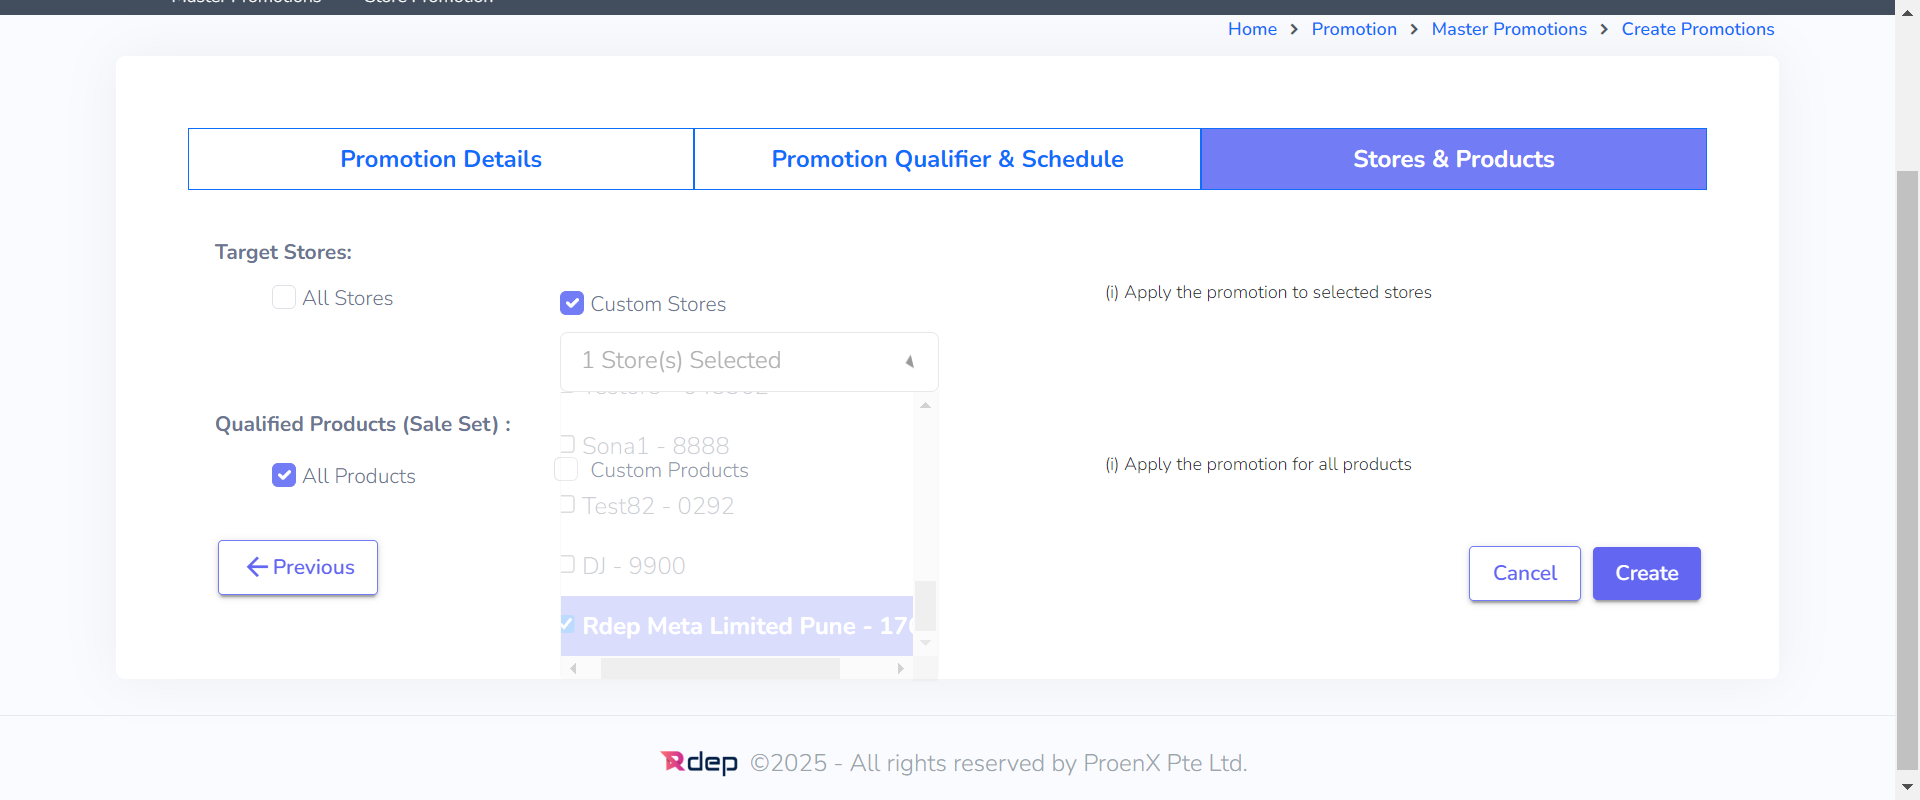 Master Promotions Store Promotion
Home > Promotion > Master Promotions > Create Promotions
Promotion Details
Promotion Qualifier & Schedule
Stores & Products
Target Stores:
All Stores
Custom Stores
(i) Apply the promotion to selected stores
1 Store(s) Selected
Qualified Products (Sale Set) :
Sona1 - 8888
All Products
Custom Products
(i) Apply the promotion for all products
Test82 - 0292
DJ - 9900
Previous
Cancel
Create
Rdep Meta Limited Pune - 176
Rdep ©2025 - All rights reserved by ProenX Pte Ltd.